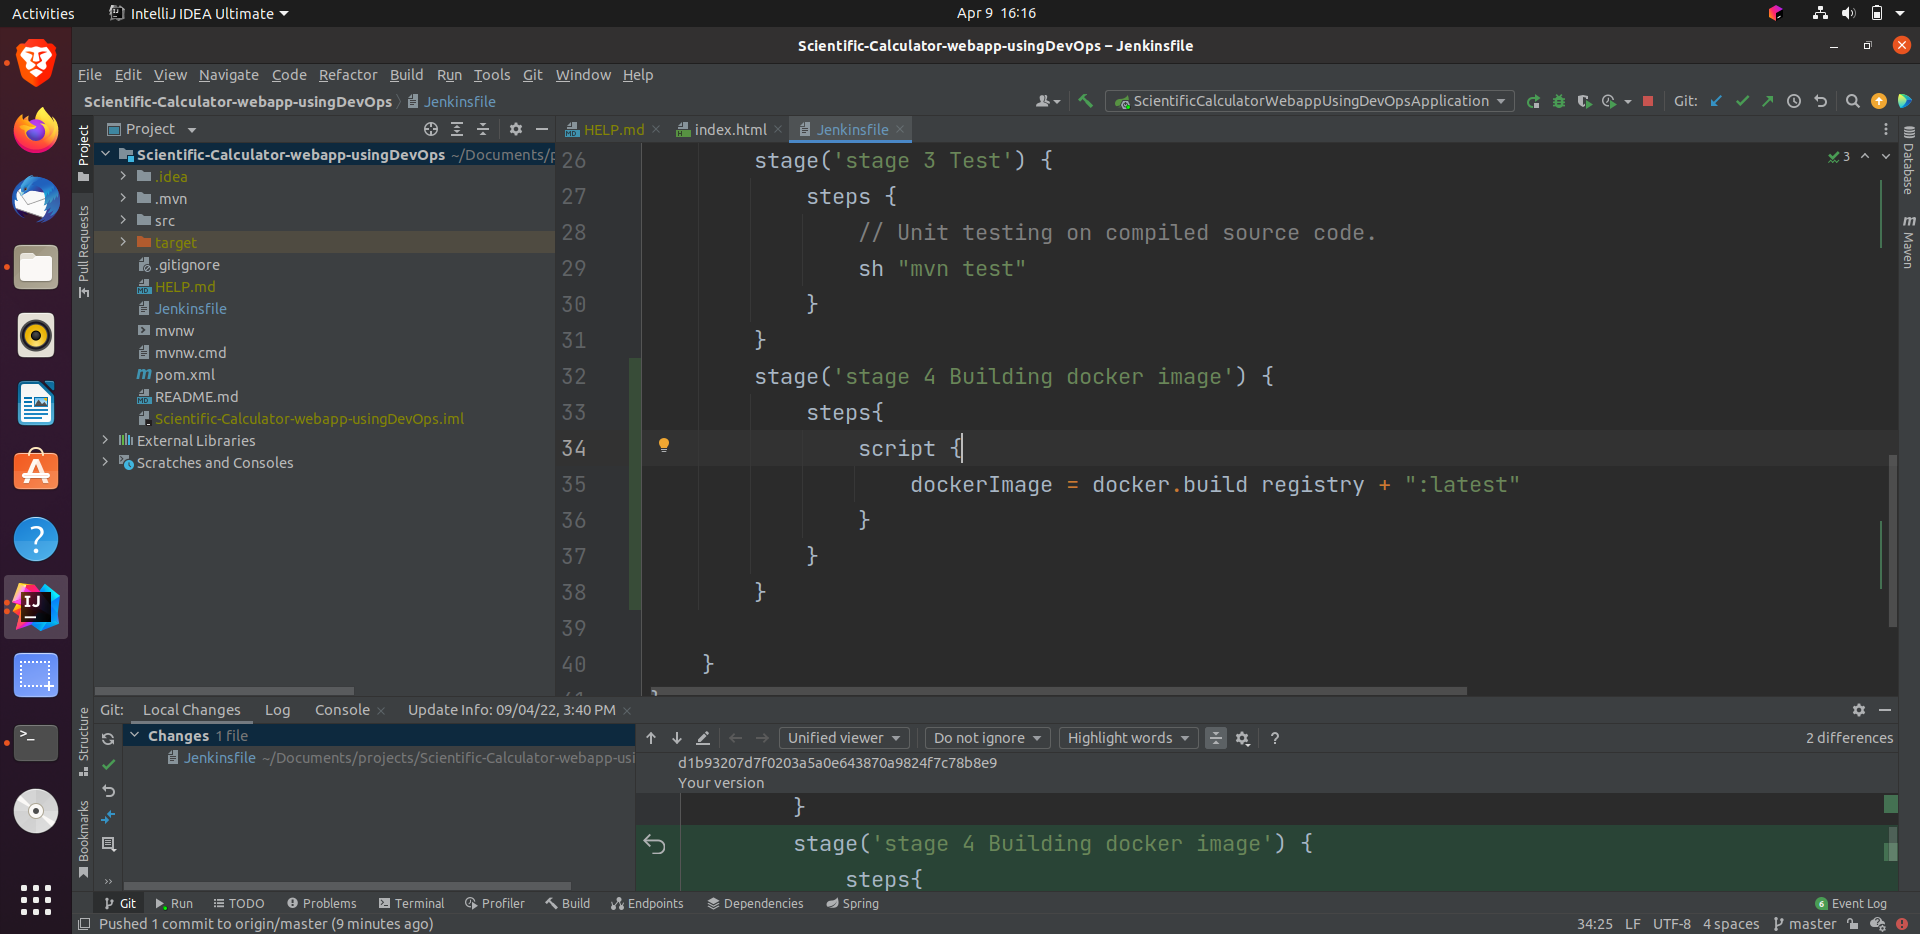 Activities IntelliJ IDEA Ultimate Apr 9 16:16
Scientific-Calculator-webapp-usingDevOps – Jenkinsfile
File Edit View Navigate Code Refactor Build Run Tools Git Window Help
Scientific-Calculator-webapp-usingDevOps Jenkinsfile ScientificCalculatorWebappUsingDevOpsApplication Git:
Project HELP.md index.html Jenkinsfile
Project
Pull Requests
Structure
Bookmarks
Database
Maven
Scientific-Calculator-webapp-usingDevOps ~/Documents/p
.idea
.mvn
src
target
.gitignore
HELP.md
Jenkinsfile
mvnw
mvnw.cmd
pom.xml
README.md
Scientific-Calculator-webapp-usingDevOps.iml
External Libraries
Scratches and Consoles
3
26 stage('stage 3 Test') {
27 steps {
28 // Unit testing on compiled source code.
29 sh "mvn test"
30 }
31 }
32 stage('stage 4 Building docker image') {
33 steps{
34 script {
35 dockerImage = docker.build registry + ":latest"
36 }
37 }
38 }
39
40 }
Git: Local Changes Log Console Update Info: 09/04/22, 3:40 PM
Changes 1 file
Jenkinsfile ~/Documents/projects/Scientific-Calculator-webapp-usi
Unified viewer Do not ignore Highlight words ? 2 differences
d1b93207d7f0203a5a0e643870a9824f7c78b8e9
Your version
}
stage('stage 4 Building docker image') {
steps{
Git Run TODO Problems Terminal Profiler Build Endpoints Dependencies Spring 6 Event Log
Pushed 1 commit to origin/master (9 minutes ago) 34:25 LF UTF-8 4 spaces master